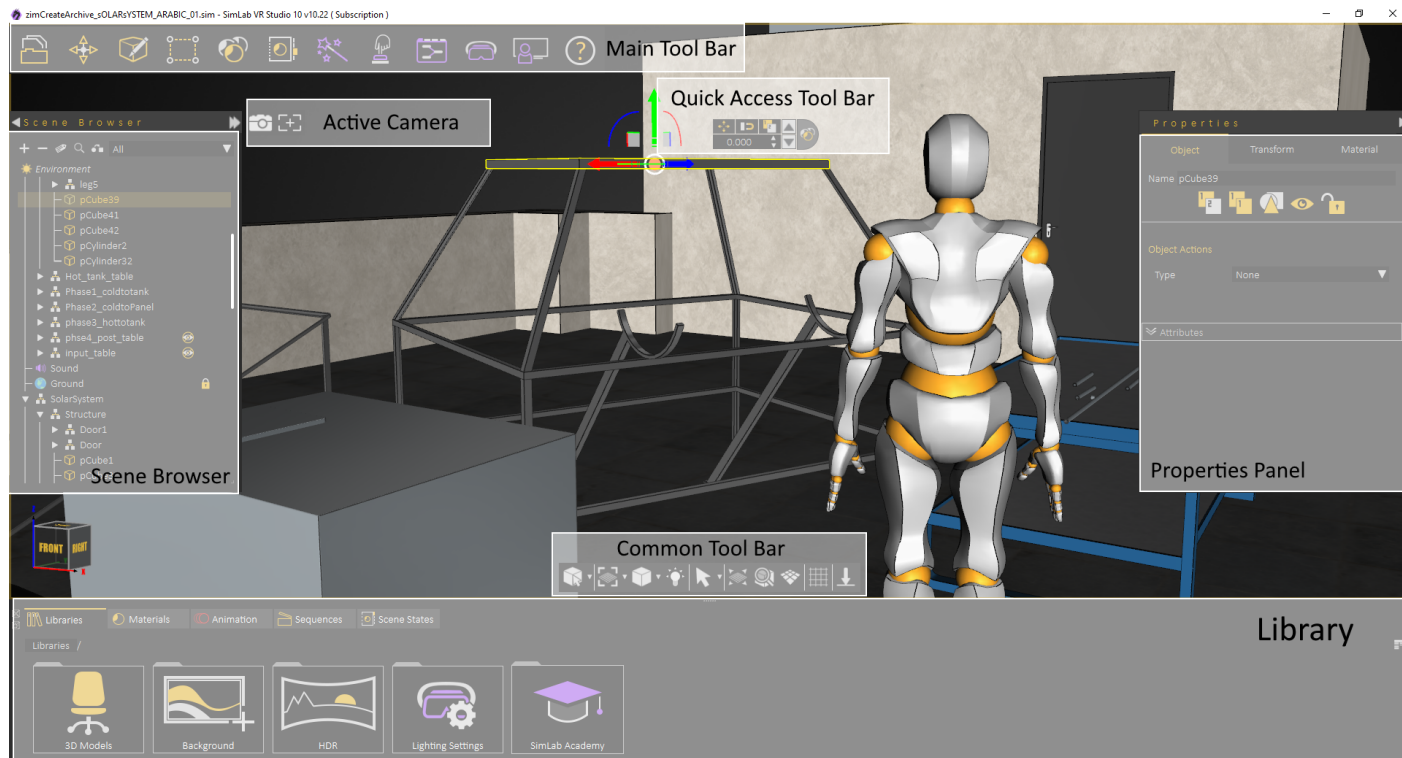 zimCreateArchive_sOLARsYSTEM_ARABIC_01.sim - SimLab VR Studio 10 v10.22 ( Subscription )
Main Tool Bar
Quick Access Tool Bar
0.000
Active Camera
Scene Browser
All
Environment
leg5
pCube39
pCube41
pCube42
pCylinder2
pCylinder32
Hot_tank_table
Phase1_coldtotank
Phase2_coldtoPanel
phase3_hottotank
phse4_post_table
input_table
Sound
Ground
SolarSystem
Structure
Door1
Door
pCube1
Scene Browser
Properties
Object Transform Material
Name pCube39
Object Actions
Type None
Attributes
Properties Panel
FRONT RIGHT
Common Tool Bar
Libraries Materials Animation Sequences Scene States
Library
Libraries /
3D Models Background HDR Lighting Settings SimLab Academy